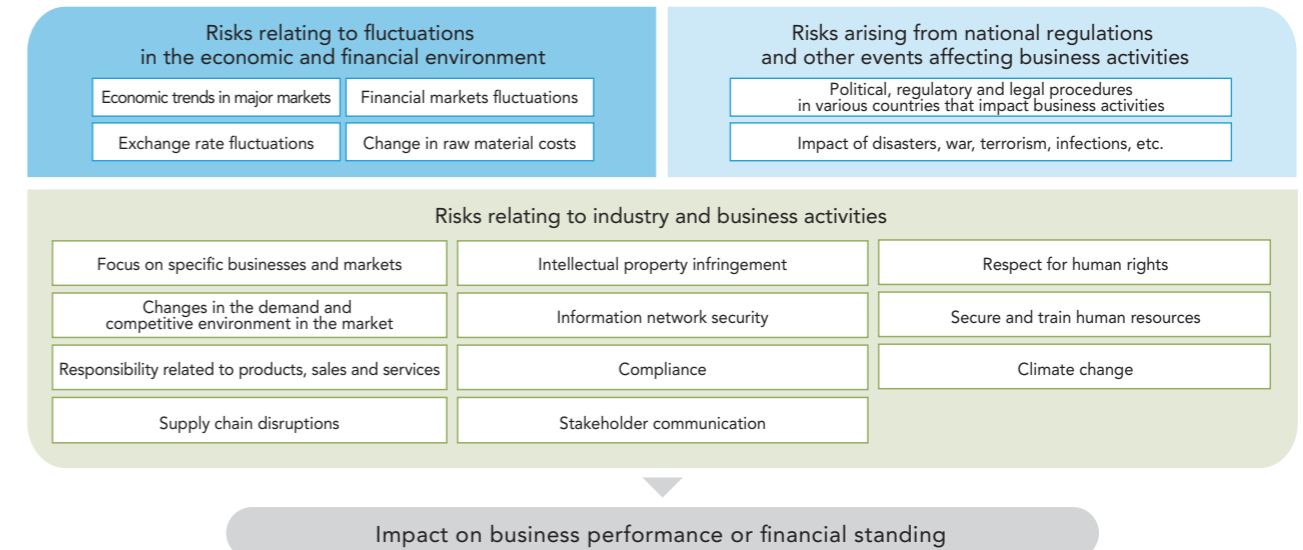 Risks relating to fluctuations
in the economic and financial environment
Economic trends in major markets
Financial markets fluctuations
Exchange rate fluctuations
Change in raw material costs
Risks arising from national regulations
and other events affecting business activities
Political, regulatory and legal procedures
in various countries that impact business activities
Impact of disasters, war, terrorism, infections, etc.
Risks relating to industry and business activities
Focus on specific businesses and markets
Intellectual property infringement
Respect for human rights
Changes in the demand and
competitive environment in the market
Information network security
Secure and train human resources
Responsibility related to products, sales and services
Compliance
Climate change
Supply chain disruptions
Stakeholder communication
Impact on business performance or financial standing